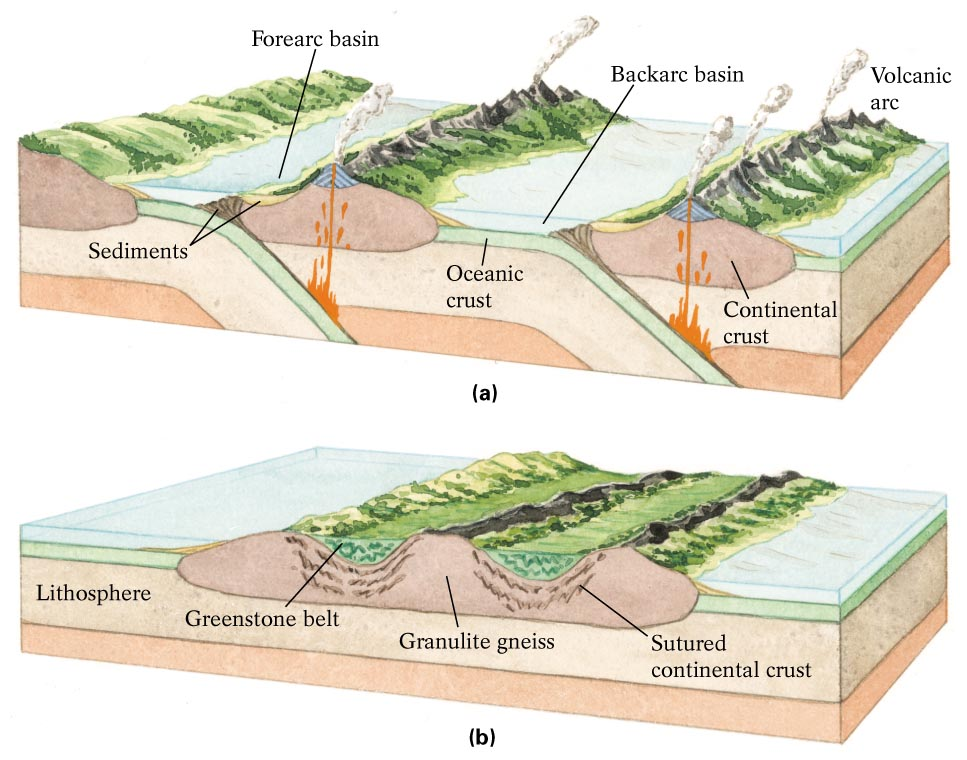 Forearc basin
Backarc basin
Volcanic
arc
Sediments
Oceanic
crust
Continental
crust
(a)
Lithosphere
Greenstone belt
Granulite gneiss
Sutured
continental crust
(b)